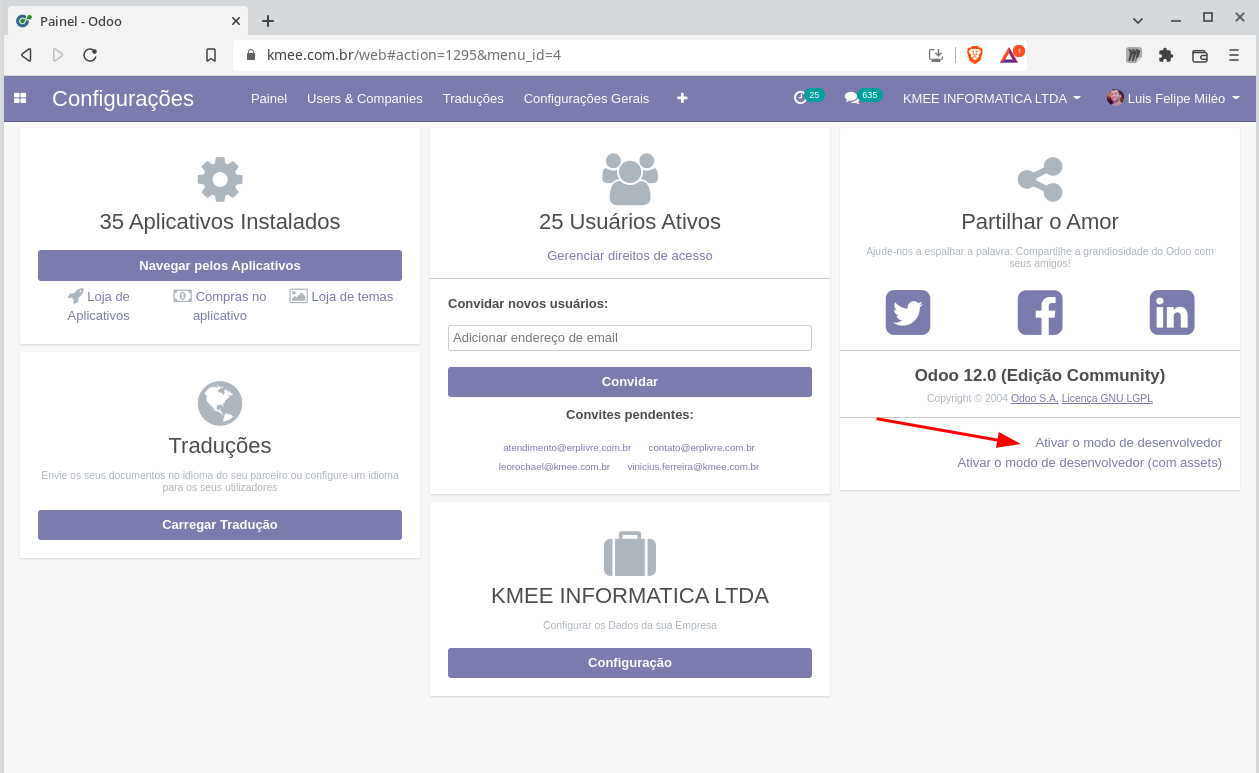 Painel - Odoo
kmee.com.br/web#action=1295&menu_id=4
Configurações
Painel
Users & Companies
Traduções
Configurações Gerais
25
635
KMEE INFORMATICA LTDA
Luis Felipe Miléo
35 Aplicativos Instalados
Navegar pelos Aplicativos
Loja de
Aplicativos
Compras no
aplicativo
Loja de temas
Traduções
Envie os seus documentos no idioma do seu parceiro ou configure um idioma
para os seus utilizadores
Carregar Tradução
25 Usuários Ativos
Gerenciar direitos de acesso
Convidar novos usuários:
Adicionar endereço de email
Convidar
Convites pendentes:
atendimento@erplivre.com.br contato@erplivre.com.br
leorochael@kmee.com.br vinicius.ferreira@kmee.com.br
KMEE INFORMATICA LTDA
Configurar os Dados da sua Empresa
Configuração
Partilhar o Amor
Ajude-nos a espalhar a palavra: Compartilhe a grandiosidade do Odoo com
seus amigos!
Odoo 12.0 (Edição Community)
Copyright © 2004 Odoo S.A. Licença GNU LGPL
Ativar o modo de desenvolvedor
Ativar o modo de desenvolvedor (com assets)